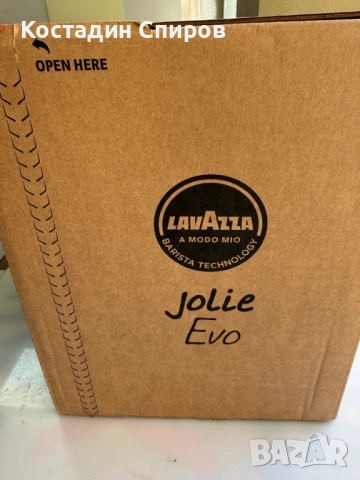 Костадин Спиров
OPEN HERE
LAVAZZA
A MODO MIO
BARISTA TECHNOLOGY
Jolie
Evo
BAZAR